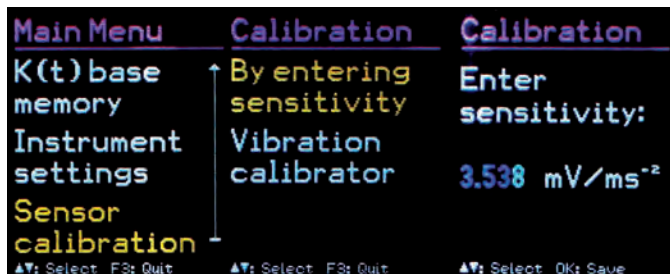 Main Menu
K(t) base
memory
Instrument
settings
Sensor
calibration
▲▼: Select F3: Quit
Calibration
By entering
sensitivity
Vibration
calibrator
▲▼: Select F3: Quit
Calibration
Enter
sensitivity:
3.538 mV/ms⁻²
▲▼: Select OK: Save